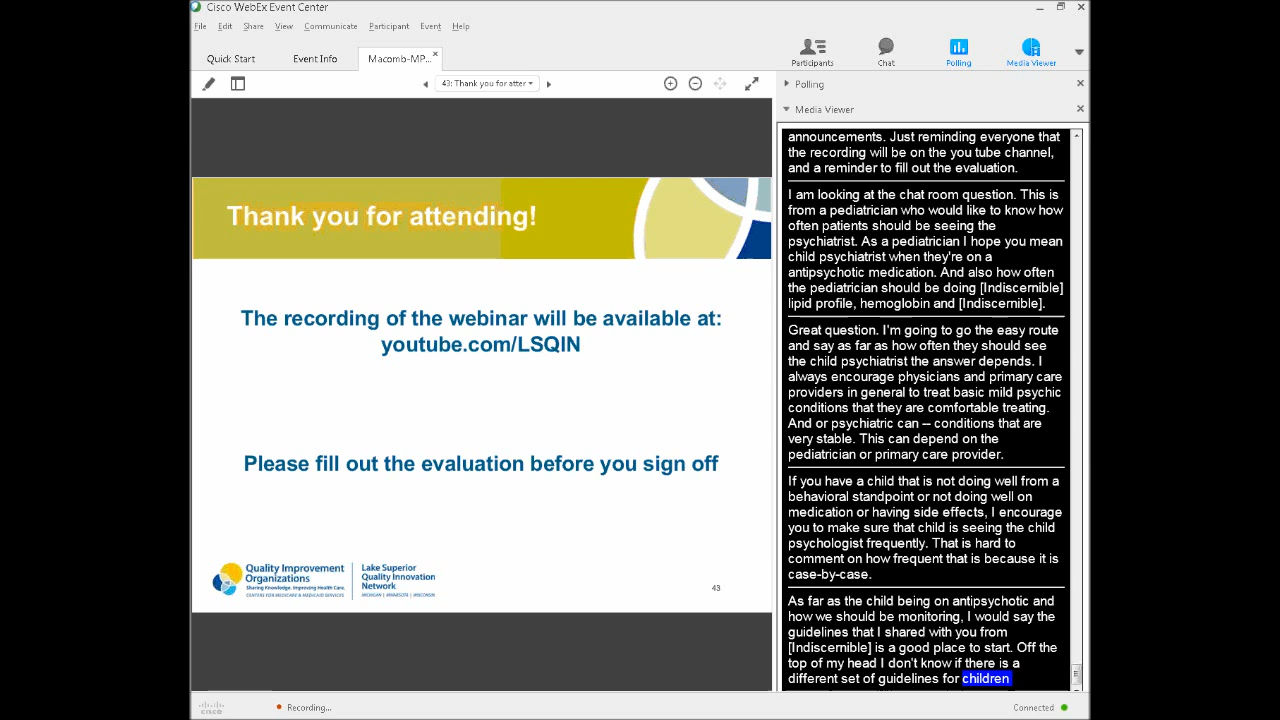 Cisco WebEx Event Center
File Edit Share View Communicate Participant Event Help
Quick Start Event Info Macomb-MP...
Participants Chat Polling Media Viewer
43: Thank you for atter
Polling
Media Viewer
Thank you for attending!
The recording of the webinar will be available at:
youtube.com/LSQIN
Please fill out the evaluation before you sign off
Quality Improvement
Organizations
Sharing Knowledge. Improving Health Care.
CENTERS FOR MEDICARE & MEDICAID SERVICES
Lake Superior
Quality Innovation
Network
MICHIGAN | MINNESOTA | WISCONSIN
43
announcements. Just reminding everyone that
the recording will be on the you tube channel,
and a reminder to fill out the evaluation.
I am looking at the chat room question. This is
from a pediatrician who would like to know how
often patients should be seeing the
psychiatrist. As a pediatrician I hope you mean
child psychiatrist when they're on a
antipsychotic medication. And also how often
the pediatrician should be doing [Indiscernible]
lipid profile, hemoglobin and [Indiscernible].
Great question. I'm going to go the easy route
and say as far as how often they should see
the child psychiatrist the answer depends. I
always encourage physicians and primary care
providers in general to treat basic mild psychic
conditions that they are comfortable treating.
And or psychiatric can -- conditions that are
very stable. This can depend on the
pediatrician or primary care provider.
If you have a child that is not doing well from a
behavioral standpoint or not doing well on
medication or having side effects, I encourage
you to make sure that child is seeing the child
psychologist frequently. That is hard to
comment on how frequent that is because it is
case-by-case.
As far as the child being on antipsychotic and
how we should be monitoring, I would say the
guidelines that I shared with you from
[Indiscernible] is a good place to start. Off the
top of my head I don't know if there is a
different set of guidelines for children
cisco
Recording...
Connected